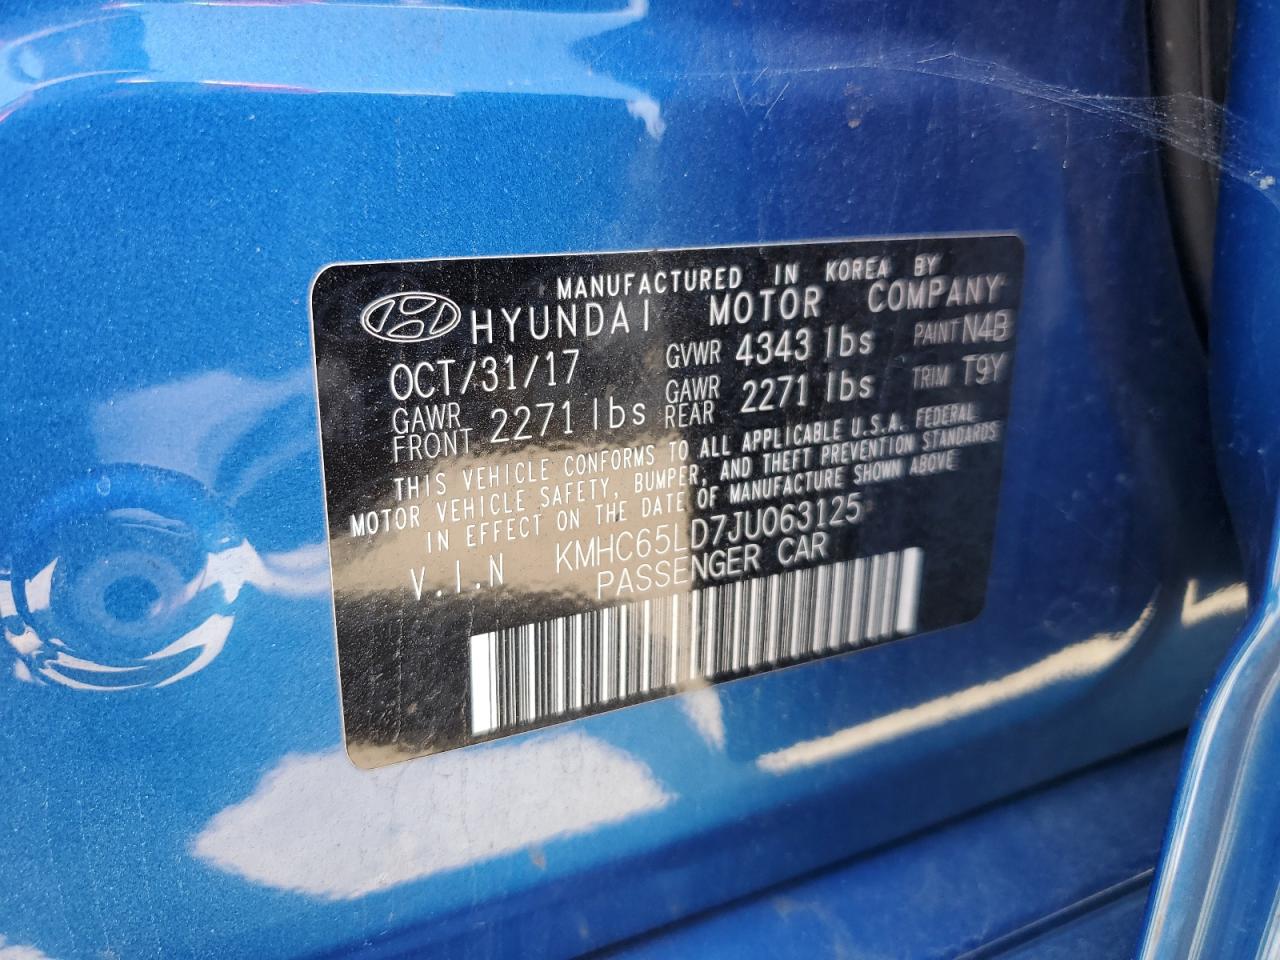 MANUFACTURED IN KOREA BY
HYUNDAI MOTOR COMPANY
OCT/31/17 GVWR 4343 lbs PAINT N4B
GAWR FRONT 2271 lbs GAWR REAR 2271 lbs TRIM T9Y
THIS VEHICLE CONFORMS TO ALL APPLICABLE U.S.A. FEDERAL
MOTOR VEHICLE SAFETY, BUMPER, AND THEFT PREVENTION STANDARDS
IN EFFECT ON THE DATE OF MANUFACTURE SHOWN ABOVE
V.I.N KMHC65LD7JU063125
PASSENGER CAR